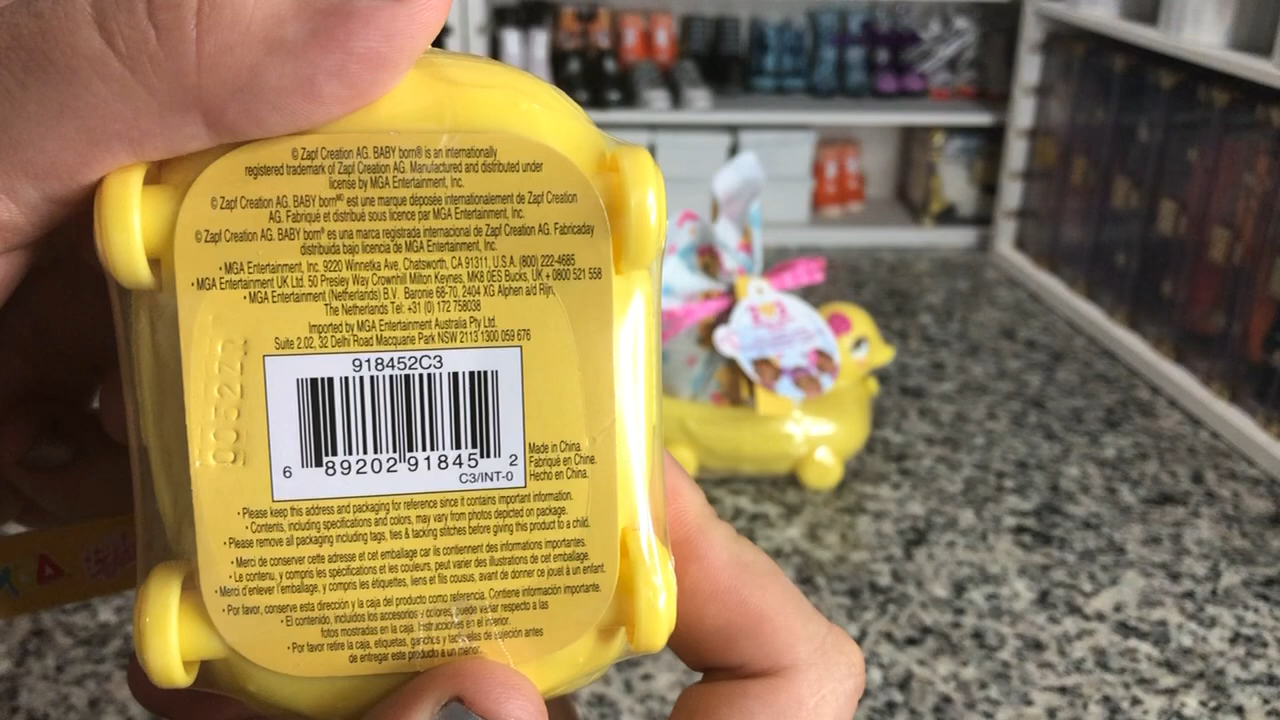 © Zapf Creation AG. BABY born® is an internationally
registered trademark of Zapf Creation AG. Manufactured and distributed under
license by MGA Entertainment, Inc.
© Zapf Creation AG. BABY bornᴹᴰ est une marque déposée internationalement de Zapf Creation
AG. Fabriqué et distribué sous licence par MGA Entertainment, Inc.
© Zapf Creation AG. BABY born® es una marca registrada internacional de Zapf Creation AG. Fabricaday
distribuida bajo licencia de MGA Entertainment, Inc.
• MGA Entertainment, Inc. 9220 Winnetka Ave, Chatsworth, CA 91311, U.S.A. (800) 222-4685
• MGA Entertainment UK Ltd. 50 Presley Way Crownhill Milton Keynes, MK8 0ES Bucks, UK + 0800 521 558
• MGA Entertainment (Netherlands) B.V. Baronie 68-70, 2404 XG Alphen a/d Rijn,
The Netherlands Tel: +31 (0) 172 758038
Imported by MGA Entertainment Australia Pty Ltd.
Suite 2.02, 32 Delhi Road Macquarie Park NSW 2113 1300 059 676
918452C3
6 89202 91845 2
C3/INT-0
Made in China.
Fabriqué en Chine.
Hecho en China.
• Please keep this address and packaging for reference since it contains important information.
• Contents, including specifications and colors, may vary from photos depicted on package.
• Please remove all packaging including tags, ties & tacking stitches before giving this product to a child.
• Merci de conserver cette adresse et cet emballage car ils contiennent des informations importantes.
• Le contenu, y compris les spécifications et les couleurs, peut varier des illustrations de cet emballage.
• Merci d'enlever l'emballage, y compris les étiquettes, liens et fils cousus, avant de donner ce jouet à un enfant.
• Por favor, conserve esta dirección y la caja del producto como referencia. Contiene información importante.
• El contenido, incluidos los accesorios y colores, puede variar respecto a las
fotos mostradas en la caja. Instrucciones en el interior.
• Por favor retire la caja, etiquetas, ganchos y tachuelas de sujeción antes
de entregar este producto a un menor.